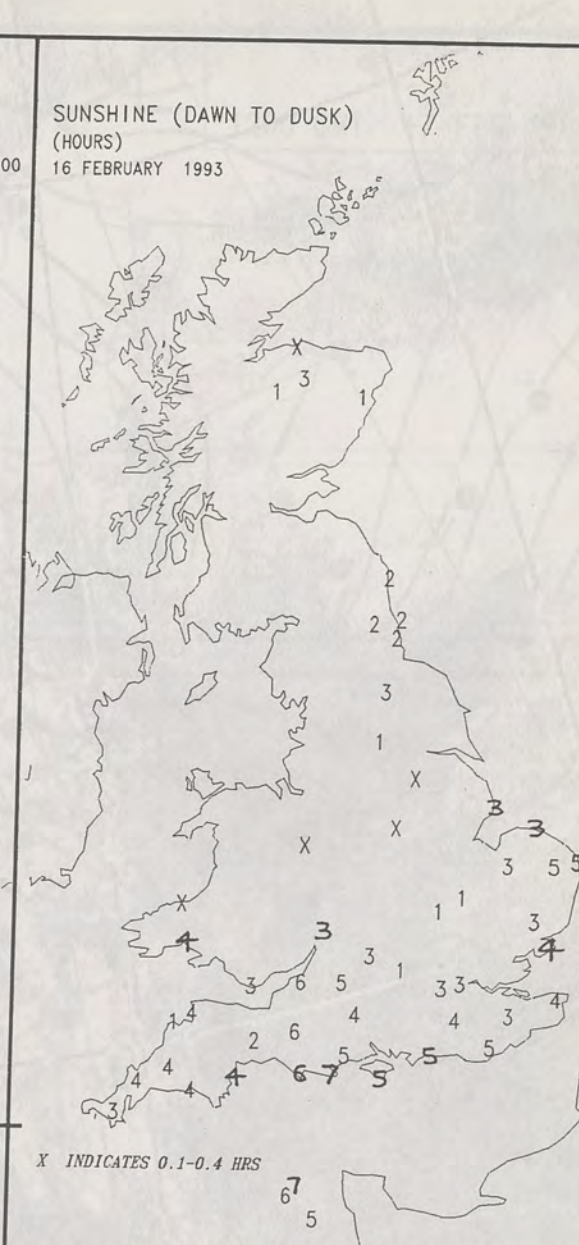 SUNSHINE (DAWN TO DUSK)
(HOURS)
00 16 FEBRUARY 1993
X
3
1 1
2
2 2
2
3
1
X
3
X 3
X
3 5 5
1
X 1
3
4 3 4
3
1
3 6 5 3 3
4
1 4 4 4 3
6
2
5 5 5
4
4 4 6 7 5
4
3
X INDICATES 0.1-0.4 HRS
6 7
5